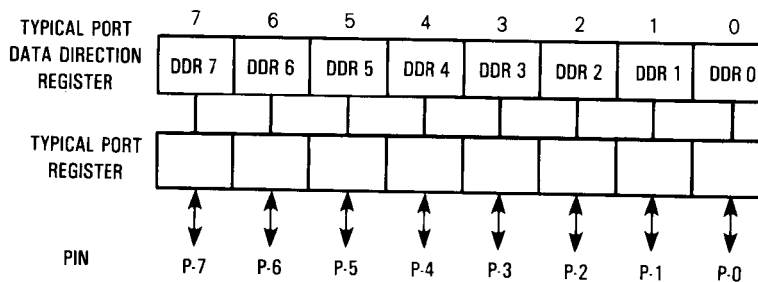 TYPICAL PORT
DATA DIRECTION
REGISTER
7 6 5 4 3 2 1 0
DDR 7 DDR 6 DDR 5 DDR 4 DDR 3 DDR 2 DDR 1 DDR 0
TYPICAL PORT
REGISTER
PIN
P-7 P-6 P-5 P-4 P-3 P-2 P-1 P-0